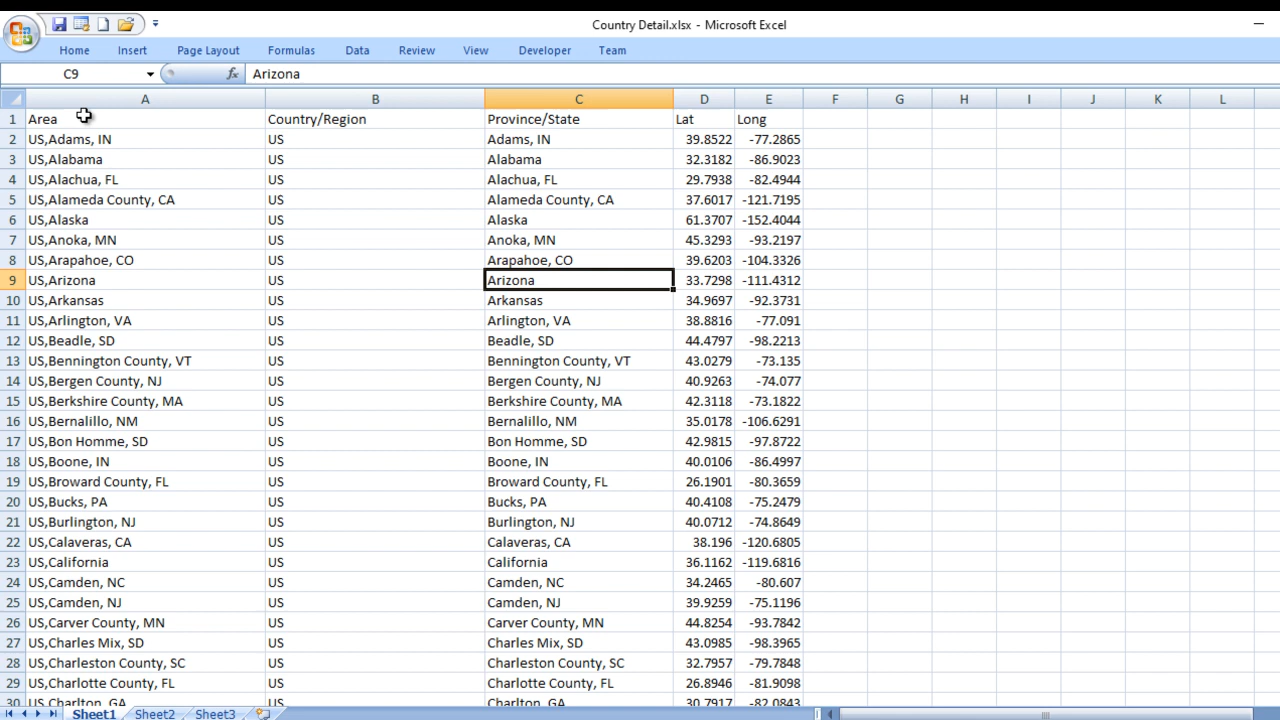 Country Detail.xlsx - Microsoft Excel
Home Insert Page Layout Formulas Data Review View Developer Team
C9 fx Arizona
A B C D E F G H I J K L
1 Area Country/Region Province/State Lat Long
2 US,Adams, IN US Adams, IN 39.8522 -77.2865
3 US,Alabama US Alabama 32.3182 -86.9023
4 US,Alachua, FL US Alachua, FL 29.7938 -82.4944
5 US,Alameda County, CA US Alameda County, CA 37.6017 -121.7195
6 US,Alaska US Alaska 61.3707 -152.4044
7 US,Anoka, MN US Anoka, MN 45.3293 -93.2197
8 US,Arapahoe, CO US Arapahoe, CO 39.6203 -104.3326
9 US,Arizona US Arizona 33.7298 -111.4312
10 US,Arkansas US Arkansas 34.9697 -92.3731
11 US,Arlington, VA US Arlington, VA 38.8816 -77.091
12 US,Beadle, SD US Beadle, SD 44.4797 -98.2213
13 US,Bennington County, VT US Bennington County, VT 43.0279 -73.135
14 US,Bergen County, NJ US Bergen County, NJ 40.9263 -74.077
15 US,Berkshire County, MA US Berkshire County, MA 42.3118 -73.1822
16 US,Bernalillo, NM US Bernalillo, NM 35.0178 -106.6291
17 US,Bon Homme, SD US Bon Homme, SD 42.9815 -97.8722
18 US,Boone, IN US Boone, IN 40.0106 -86.4997
19 US,Broward County, FL US Broward County, FL 26.1901 -80.3659
20 US,Bucks, PA US Bucks, PA 40.4108 -75.2479
21 US,Burlington, NJ US Burlington, NJ 40.0712 -74.8649
22 US,Calaveras, CA US Calaveras, CA 38.196 -120.6805
23 US,California US California 36.1162 -119.6816
24 US,Camden, NC US Camden, NC 34.2465 -80.607
25 US,Camden, NJ US Camden, NJ 39.9259 -75.1196
26 US,Carver County, MN US Carver County, MN 44.8254 -93.7842
27 US,Charles Mix, SD US Charles Mix, SD 43.0985 -98.3965
28 US,Charleston County, SC US Charleston County, SC 32.7957 -79.7848
29 US,Charlotte County, FL US Charlotte County, FL 26.8946 -81.9098
30 US,Charlton, GA US Charlton, GA 30.7917 -82.0843
Sheet1 Sheet2 Sheet3